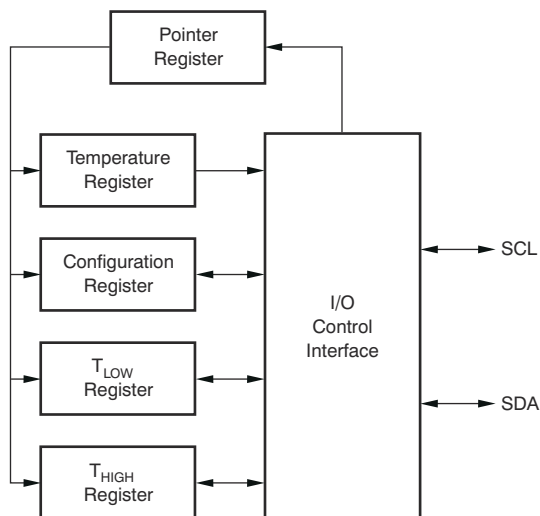 Pointer
Register
Temperature
Register
Configuration
Register
T_LOW
Register
T_HIGH
Register
I/O
Control
Interface
SCL
SDA